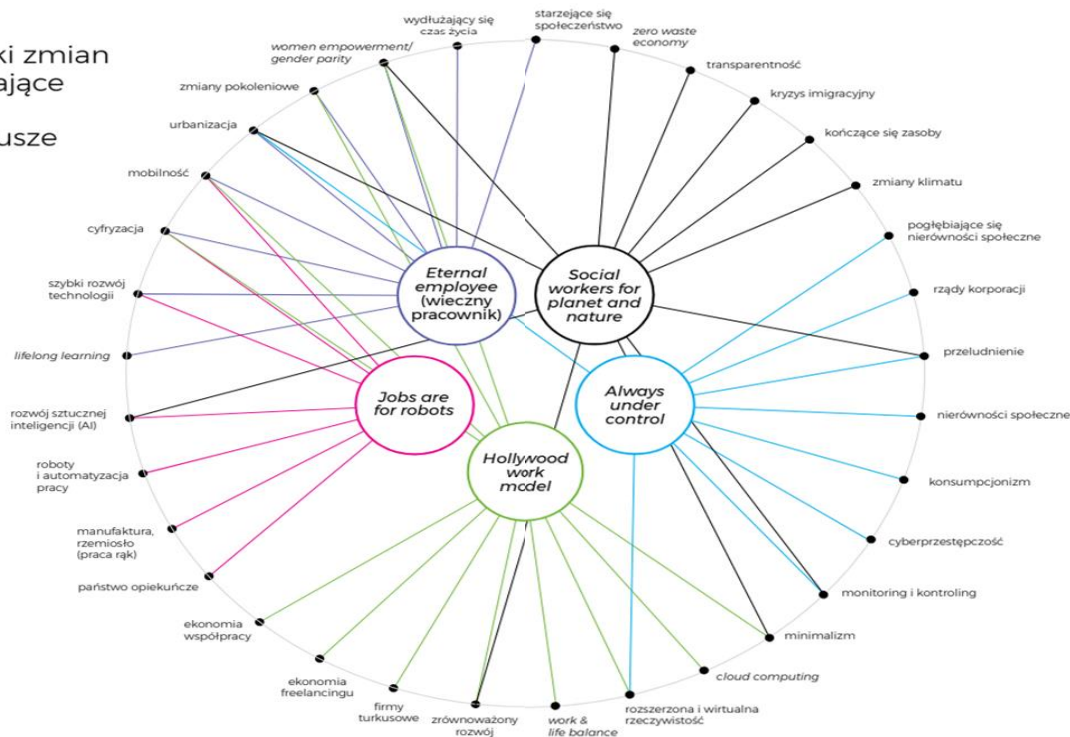 ki zmian
ające
usze
wydłużający się
czas życia
starzejące się
społeczeństwo
zero waste
economy
women empowerment/
gender parity
transparentność
zmiany pokoleniowe
kryzys imigracyjny
urbanizacja
kończące się zasoby
mobilność
zmiany klimatu
cyfryzacja
pogłębiające się
nierówności społeczne
szybki rozwój
technologii
rządy korporacji
lifelong learning
przeludnienie
rozwój sztucznej
inteligencji (AI)
nierówności społeczne
roboty
i automatyzacja
pracy
konsumpcjonizm
manufaktura,
rzemiosło
(praca rąk)
cyberprzestępczość
państwo opiekuńcze
monitoring i kontroling
ekonomia
współpracy
minimalizm
ekonomia
freelancingu
cloud computing
firmy
turkusowe
zrównoważony
rozwój
work &
life balance
rozszerzona i wirtualna
rzeczywistość
Eternal
employee
(wieczny
pracownik)
Social
workers for
planet and
nature
Jobs are
for robots
Always
under
control
Hollywood
work
model